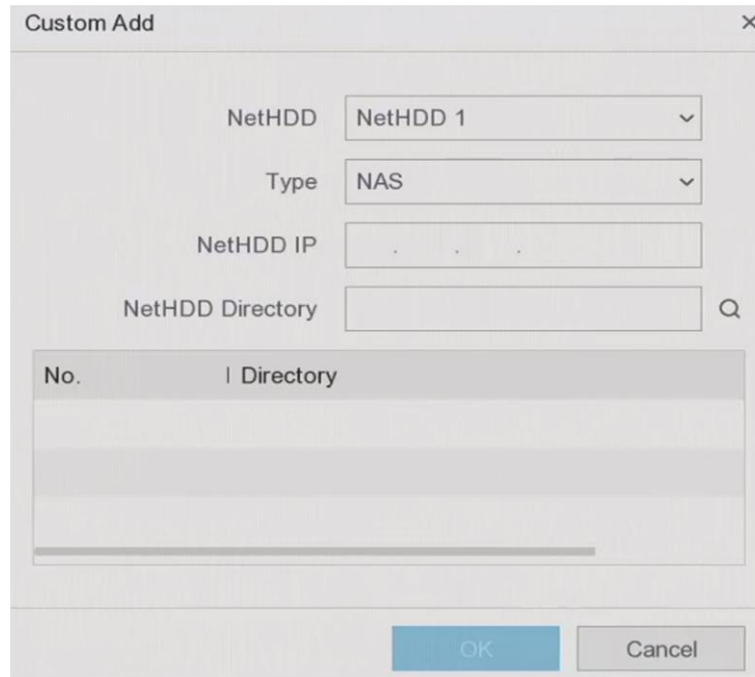 Custom Add
NetHDD NetHDD 1
Type NAS
NetHDD IP . . .
NetHDD Directory
No. Directory
OK Cancel